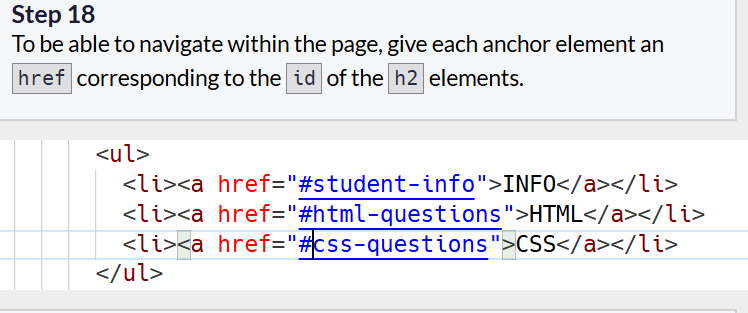 Step 18
To be able to navigate within the page, give each anchor element an
href corresponding to the id of the h2 elements.
<ul>
<li><a href="#student-info">INFO</a></li>
<li><a href="#html-questions">HTML</a></li>
<li><a href="#css-questions">CSS</a></li>
</ul>